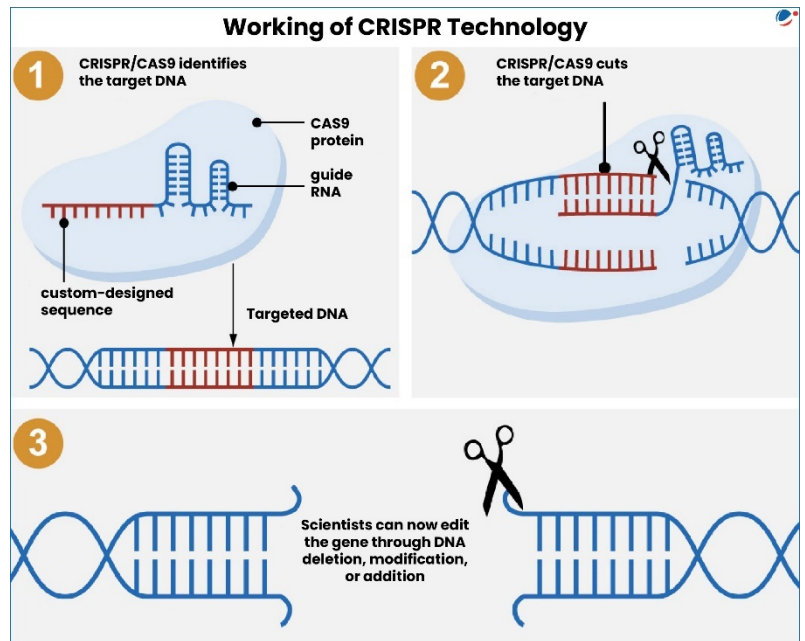 Working of CRISPR Technology
1
CRISPR/CAS9 identifies
the target DNA
CAS9
protein
guide
RNA
custom-designed
sequence
Targeted DNA
2
CRISPR/CAS9 cuts
the target DNA
3
Scientists can now edit
the gene through DNA
deletion, modification,
or addition